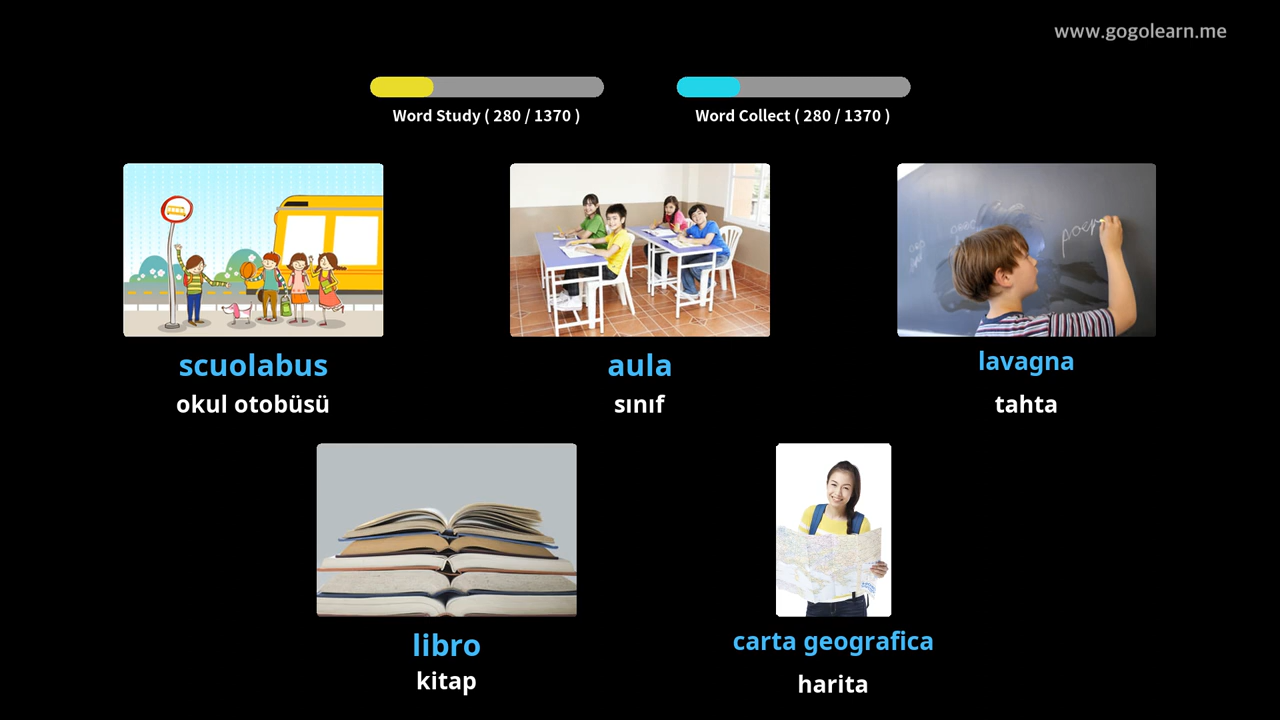 www.gogolearn.me
Word Study ( 280 / 1370 )
Word Collect ( 280 / 1370 )
scuolabus
okul otobüsü
aula
sınıf
lavagna
tahta
libro
kitap
carta geografica
harita